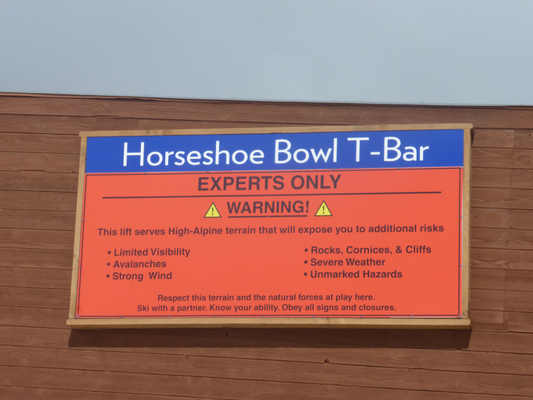 Horseshoe Bowl T-Bar
EXPERTS ONLY
WARNING!
This lift serves High-Alpine terrain that will expose you to additional risks
• Limited Visibility
• Avalanches
• Strong Wind
• Rocks, Cornices, & Cliffs
• Severe Weather
• Unmarked Hazards
Respect this terrain and the natural forces at play here.
Ski with a partner. Know your ability. Obey all signs and closures.